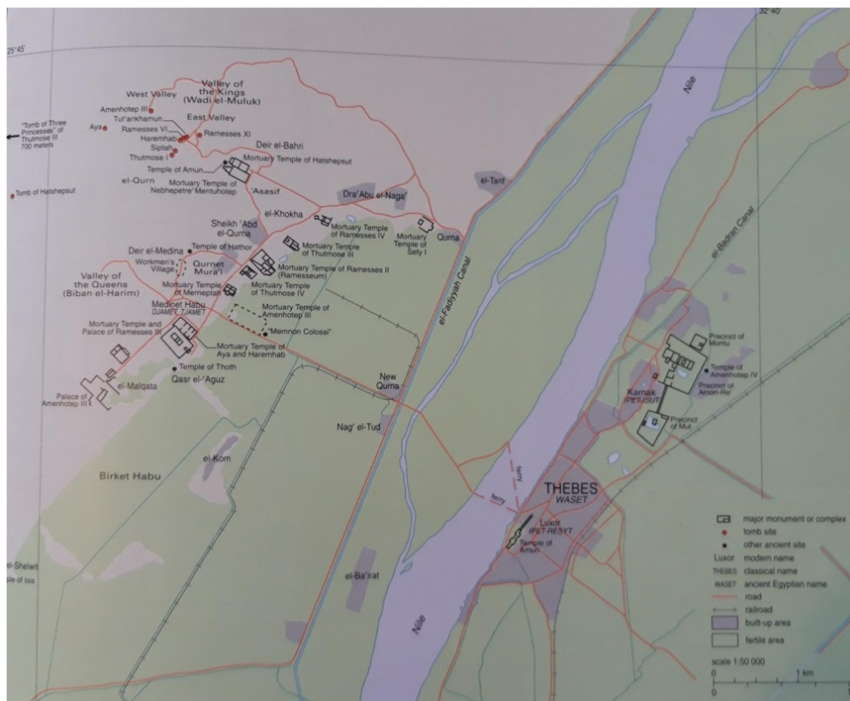 32°40'
25°45'
Valley of
the Kings
(Wadi el-Muluk)
West Valley
Amenhotep III
East Valley
Tut'ankhamun
Ramesses VI
Ramesses XI
Haremhab
Aya
Siptah
Thutmose I
"Tomb of Three
Princesses" of
Thutmose III
700 meters
Tomb of Hatshepsut
Deir el-Bahri
Mortuary Temple of Hatshepsut
Temple of Amun
el-Qurn
Mortuary Temple of
Nebhepetre' Mentuhotep
'Asasif
Dra' Abu el-Naga'
el-Tarif
el-Khokha
Sheikh 'Abd
el-Qurna
Mortuary Temple
of Ramesses IV
Mortuary
Temple of
Sety I
Qurna
Mortuary Temple
of Thutmose III
Deir el-Medina
Temple of Hathor
Workmen's
Village
Qurnet
Mura'i
Mortuary Temple of Ramesses II
(Ramesseum)
Mortuary Temple
of Thutmose IV
Valley of
the Queens
(Biban el-Harim)
Mortuary Temple
of Merneptah
Medinet Habu
DJAMET, TJAMET
Mortuary Temple of
Amenhotep III
"Memnon Colossi"
Mortuary Temple and
Palace of Ramesses III
Mortuary Temple of
Aya and Haremhab
Temple of Thoth
Qasr el-'Aguz
el-Malqata
Palace of
Amenhotep III
New
Qurna
Nag' el-Tud
el-Kom
Birket Habu
el-Ba'irat
el-Shelwit
ple of Isis
el-Fadiyyah Canal
Nile
el-Badran Canal
Precinct of
Montu
Temple of
Amenhotep IV
Precinct of
Amon-Re'
Karnak
IPET-ISUT
Precinct
of Mut
ferry
ferry
THEBES
WASET
Luxor
IPET-RESYT
Temple of
Amun
Nile
major monument or complex
tomb site
other ancient site
Luxor modern name
THEBES classical name
WASET ancient Egyptian name
road
railroad
built-up area
fertile area
scale 1:50 000
0 1 km
0